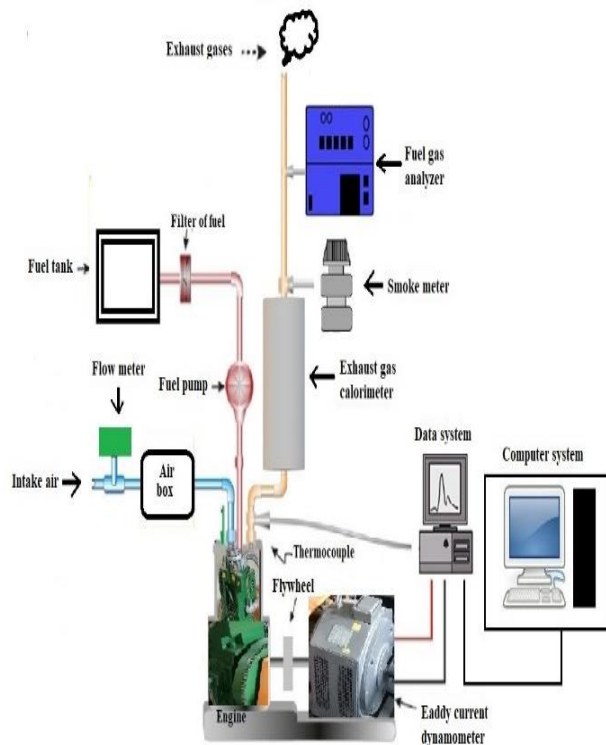 Exhaust gases
Fuel gas
analyzer
Filter of fuel
Fuel tank
Smoke meter
Flow meter
Fuel pump
Exhaust gas
calorimeter
Data system
Computer system
Intake air
Air
box
Thermocouple
Flywheel
Engine
Eaddy current
dynamometer